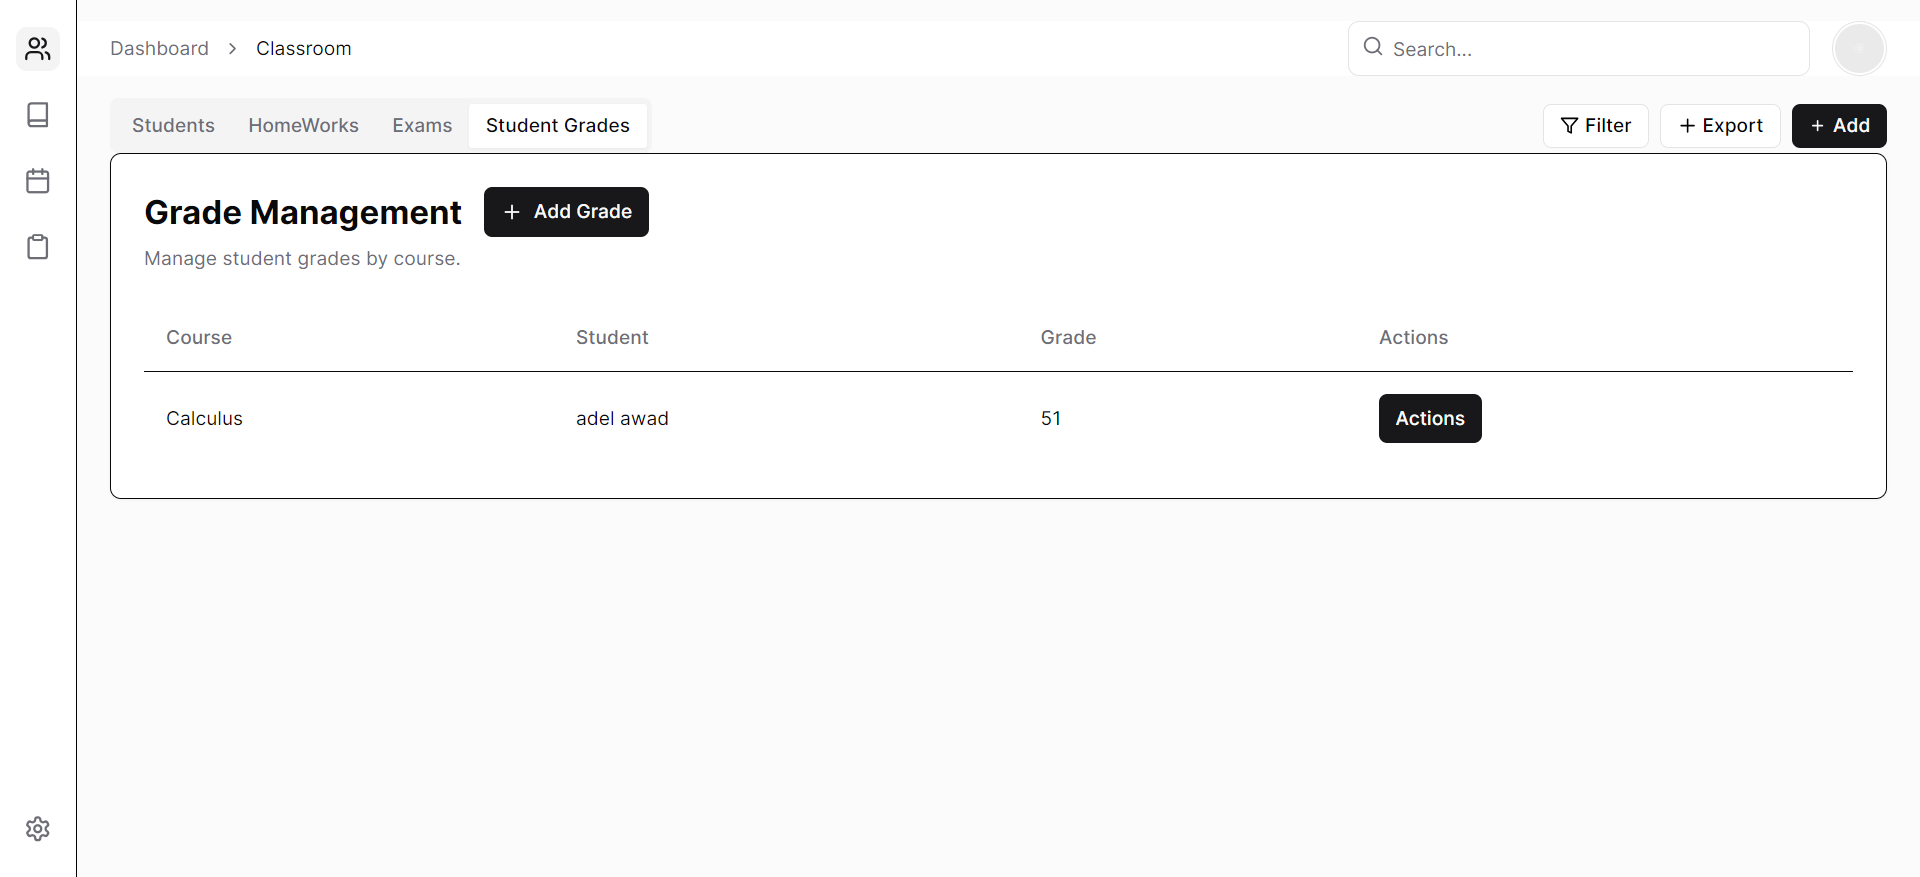 Dashboard > Classroom
Search...
Students HomeWorks Exams Student Grades
Filter + Export + Add
Grade Management + Add Grade
Manage student grades by course.
Course Student Grade Actions
Calculus adel awad 51 Actions